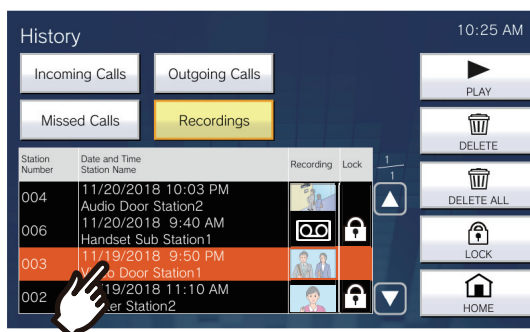 History
10:25 AM
Incoming Calls
Outgoing Calls
PLAY
Missed Calls
Recordings
DELETE
Station Number
Date and Time
Station Name
Recording
Lock
1
1
DELETE ALL
004
11/20/2018 10:03 PM
Audio Door Station2
006
11/20/2018 9:40 AM
Handset Sub Station1
LOCK
003
11/19/2018 9:50 PM
Door Station1
002
19/2018 11:10 AM
Station2
HOME